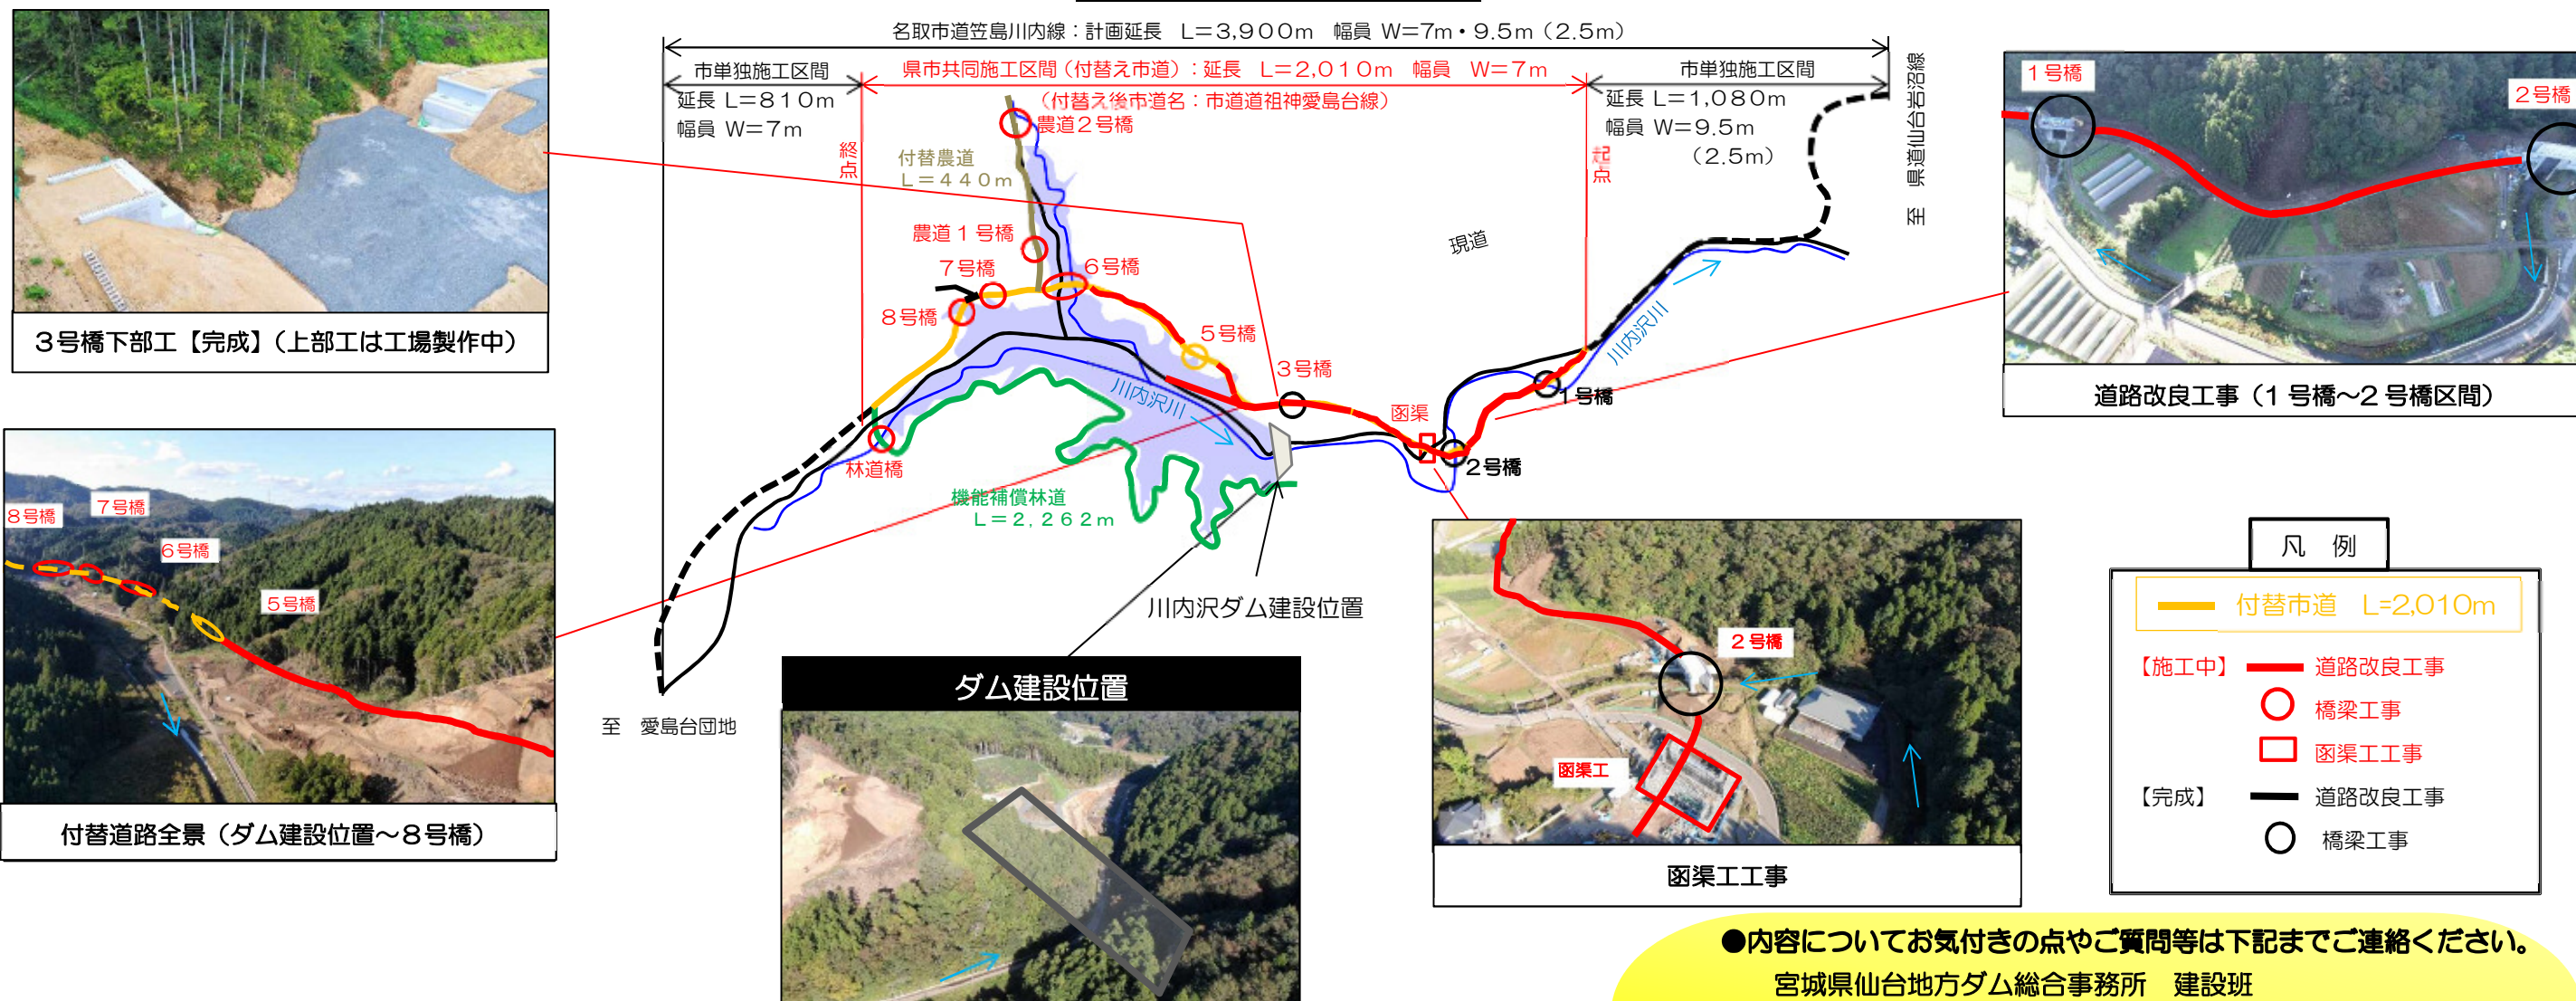 名取市道笠島川内線：計画延長　L＝3,900m　幅員 W＝7m・9.5m（2.5m）
市単独施工区間
延長 L＝810m
幅員 W＝7m
県市共同施工区間（付替え市道）：延長　L＝2,010m　幅員　W＝7m
（付替え後市道名：市道道祖神愛島台線）
市単独施工区間
延長 L＝1,080m
幅員 W＝9.5m
（2.5m）
至　県道仙台岩沼線
終点
起点
農道２号橋
付替農道
Ｌ＝４４０ｍ
農道１号橋
7号橋
6号橋
8号橋
5号橋
3号橋
現道
川内沢川
川内沢川
函渠
1号橋
2号橋
林道橋
機能補償林道
Ｌ＝２,２６２ｍ
川内沢ダム建設位置
至　愛島台団地
３号橋下部工【完成】（上部工は工場製作中）
8号橋
7号橋
6号橋
5号橋
付替道路全景（ダム建設位置～８号橋）
ダム建設位置
1号橋
2号橋
道路改良工事（１号橋～２号橋区間）
２号橋
函渠工
函渠工工事
凡　例
付替市道　L=2,010m
【施工中】　道路改良工事
橋梁工事
函渠工工事
【完成】　道路改良工事
橋梁工事
●内容についてお気付きの点やご質問等は下記までご連絡ください。
宮城県仙台地方ダム総合事務所　建設班